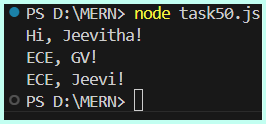 PS D:\MERN> node task50.js
Hi, Jeevitha!
ECE, GV!
ECE, Jeevi!
PS D:\MERN>